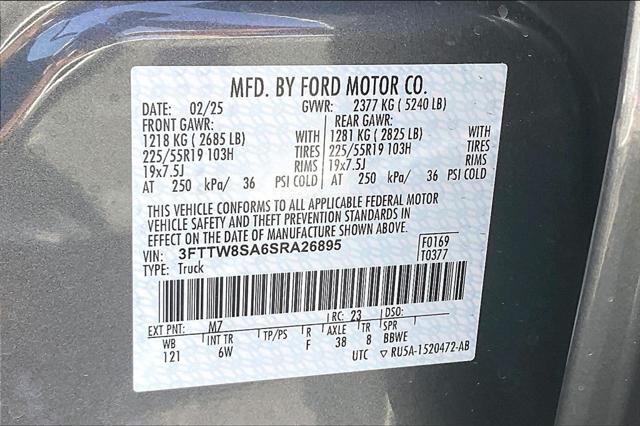 MFD. BY FORD MOTOR CO.
DATE: 02/25 GVWR: 2377 KG ( 5240 LB)
FRONT GAWR: REAR GAWR:
1218 KG ( 2685 LB) WITH 1281 KG ( 2825 LB) WITH
225/55R19 103H TIRES 225/55R19 103H TIRES
19x7.5J RIMS 19x7.5J RIMS
AT 250 kPa/ 36 PSI COLD AT 250 kPa/ 36 PSI COLD
THIS VEHICLE CONFORMS TO ALL APPLICABLE FEDERAL MOTOR
VEHICLE SAFETY AND THEFT PREVENTION STANDARDS IN
EFFECT ON THE DATE OF MANUFACTURE SHOWN ABOVE.
VIN: 3FTTW8SA6SRA26895 F0169
TYPE: Truck T0377
EXT PNT: M7 RC: 23 DSO:
WB INT TR TP/PS R AXLE TR SPR
121 6W F 38 8 BBWE
UTC ▽ RU5A-1520472-AB